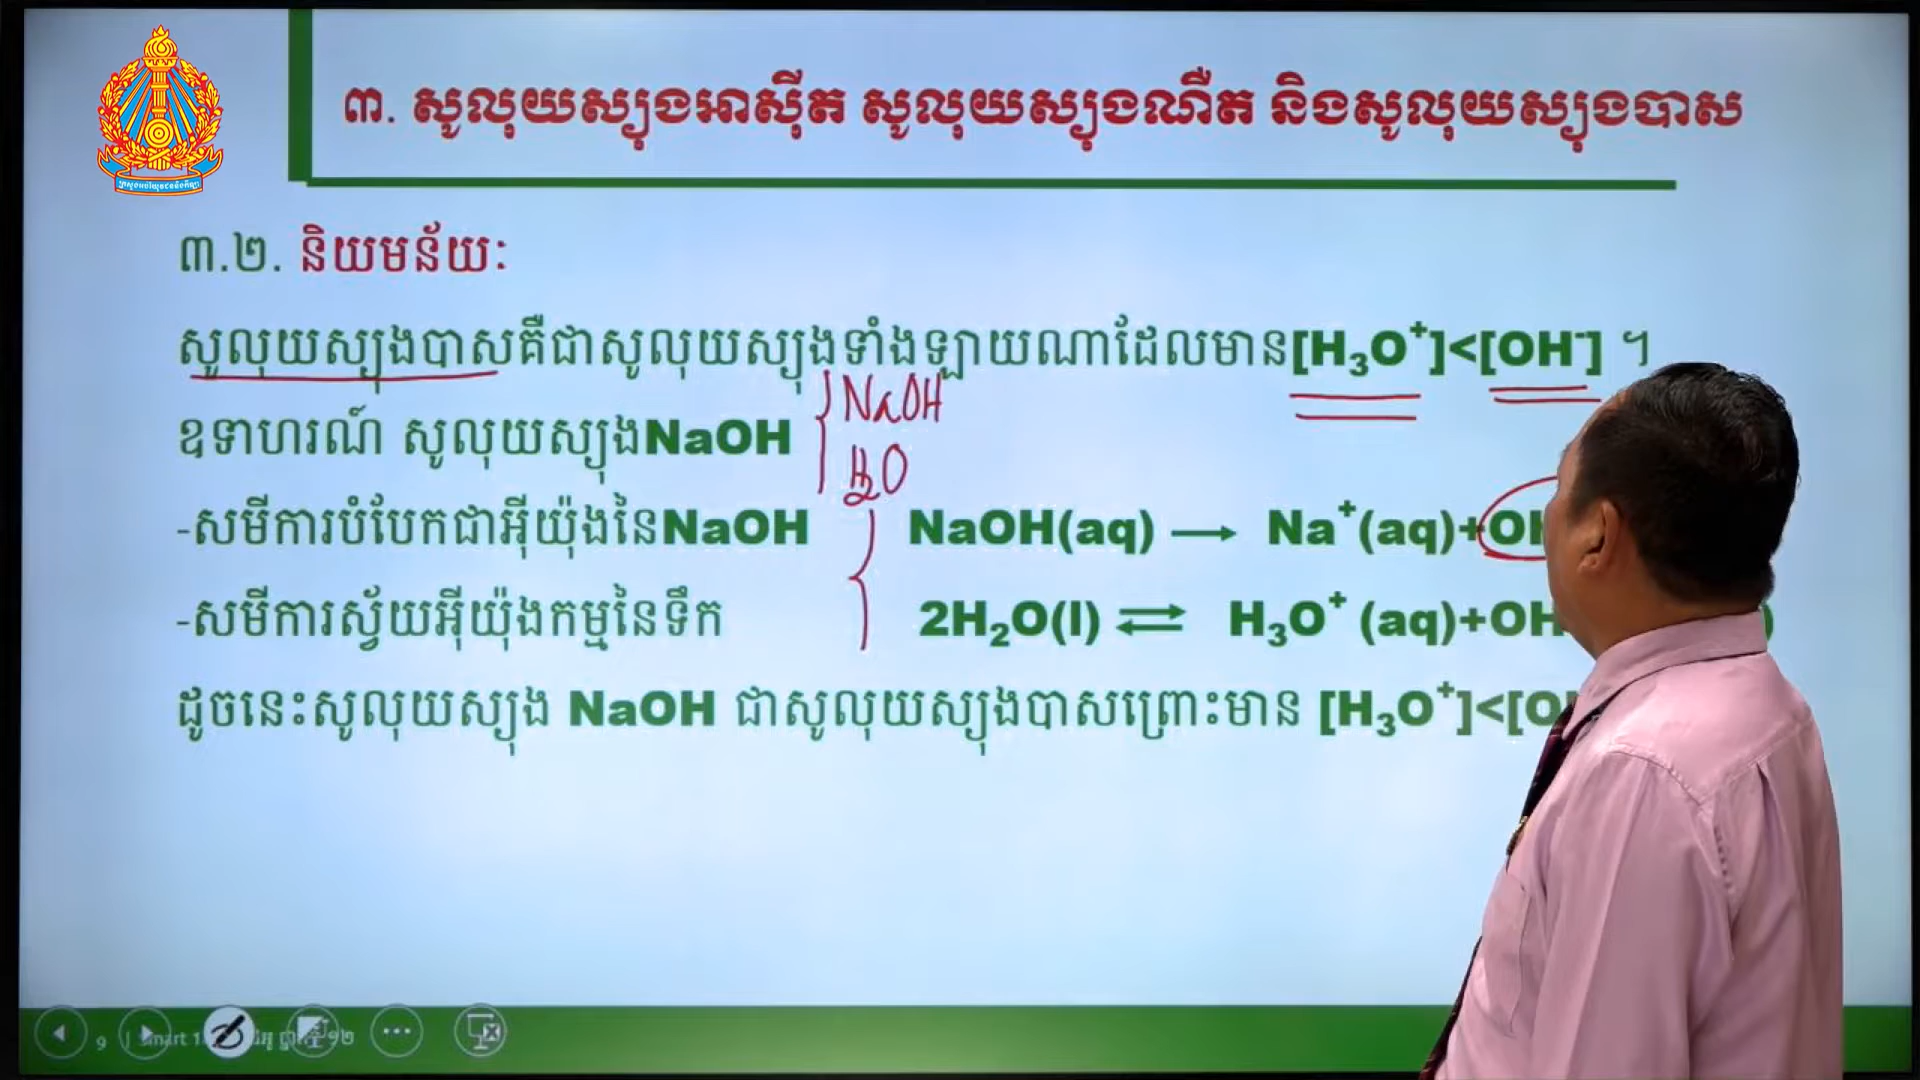 ៣. សូលុយស្យុងអាស៊ីត សូលុយស្យុងណឺត និងសូលុយស្យុងបាស
៣.២. និយមន័យៈ
សូលុយស្យុងបាសគឺជាសូលុយស្យុងទាំងឡាយណាដែលមាន[H₃O⁺]<[OH⁻] ។
NaOH
ឧទាហរណ៍ សូលុយស្យុងNaOH
H₂O
-សមីការបំបែកជាអ៊ីយ៉ុងនៃNaOH NaOH(aq) → Na⁺(aq)+
-សមីការស្វ័យអ៊ីយ៉ុងកម្មនៃទឹក 2H₂O(l) ⇌ H₃O⁺ (aq)+OH
ដូចនេះសូលុយស្យុង NaOH ជាសូលុយស្យុងបាសព្រោះមាន [H₃O⁺]<[O
9 | Smart